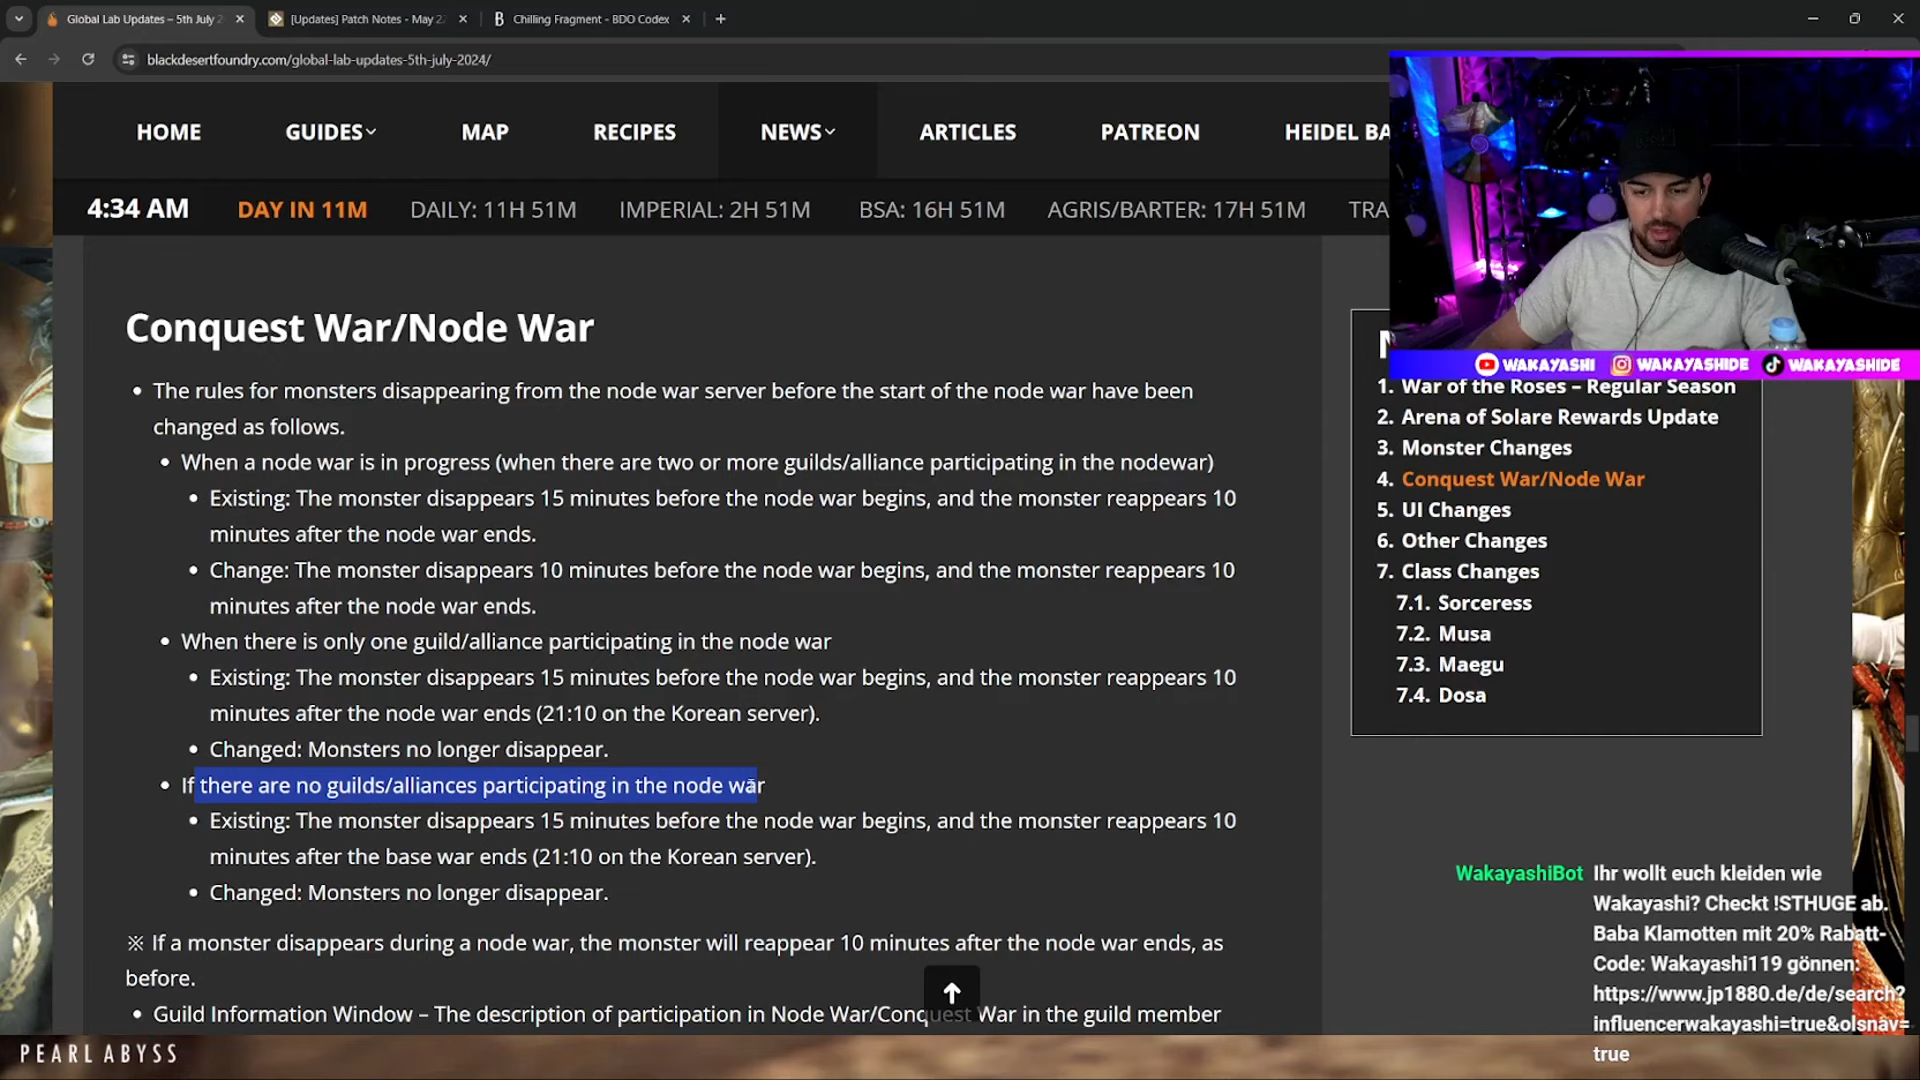 Global Lab Updates – 5th July 2
[Updates] Patch Notes - May 2
Chilling Fragment - BDO Codex
blackdesertfoundry.com/global-lab-updates-5th-july-2024/
HOME
GUIDES
MAP
RECIPES
NEWS
ARTICLES
PATREON
HEIDEL BA
4:34 AM
DAY IN 11M
DAILY: 11H 51M
IMPERIAL: 2H 51M
BSA: 16H 51M
AGRIS/BARTER: 17H 51M
TRA
Conquest War/Node War
• The rules for monsters disappearing from the node war server before the start of the node war have been
changed as follows.
• When a node war is in progress (when there are two or more guilds/alliance participating in the nodewar)
• Existing: The monster disappears 15 minutes before the node war begins, and the monster reappears 10
minutes after the node war ends.
• Change: The monster disappears 10 minutes before the node war begins, and the monster reappears 10
minutes after the node war ends.
• When there is only one guild/alliance participating in the node war
• Existing: The monster disappears 15 minutes before the node war begins, and the monster reappears 10
minutes after the node war ends (21:10 on the Korean server).
• Changed: Monsters no longer disappear.
• If there are no guilds/alliances participating in the node war
• Existing: The monster disappears 15 minutes before the node war begins, and the monster reappears 10
minutes after the base war ends (21:10 on the Korean server).
• Changed: Monsters no longer disappear.
※ If a monster disappears during a node war, the monster will reappear 10 minutes after the node war ends, as
before.
• Guild Information Window – The description of participation in Node War/Conquest War in the guild member
WAKAYASHI
WAKAYASHIDE
WAKAYASHIDE
1. War of the Roses – Regular Season
2. Arena of Solare Rewards Update
3. Monster Changes
4. Conquest War/Node War
5. UI Changes
6. Other Changes
7. Class Changes
7.1. Sorceress
7.2. Musa
7.3. Maegu
7.4. Dosa
WakayashiBot Ihr wollt euch kleiden wie
Wakayashi? Checkt !STHUGE ab.
Baba Klamotten mit 20% Rabatt-
Code: Wakayashi119 gönnen:
https://www.jp1880.de/de/search?
influencerwakayashi=true&olsnav=
true
PEARL ABYSS